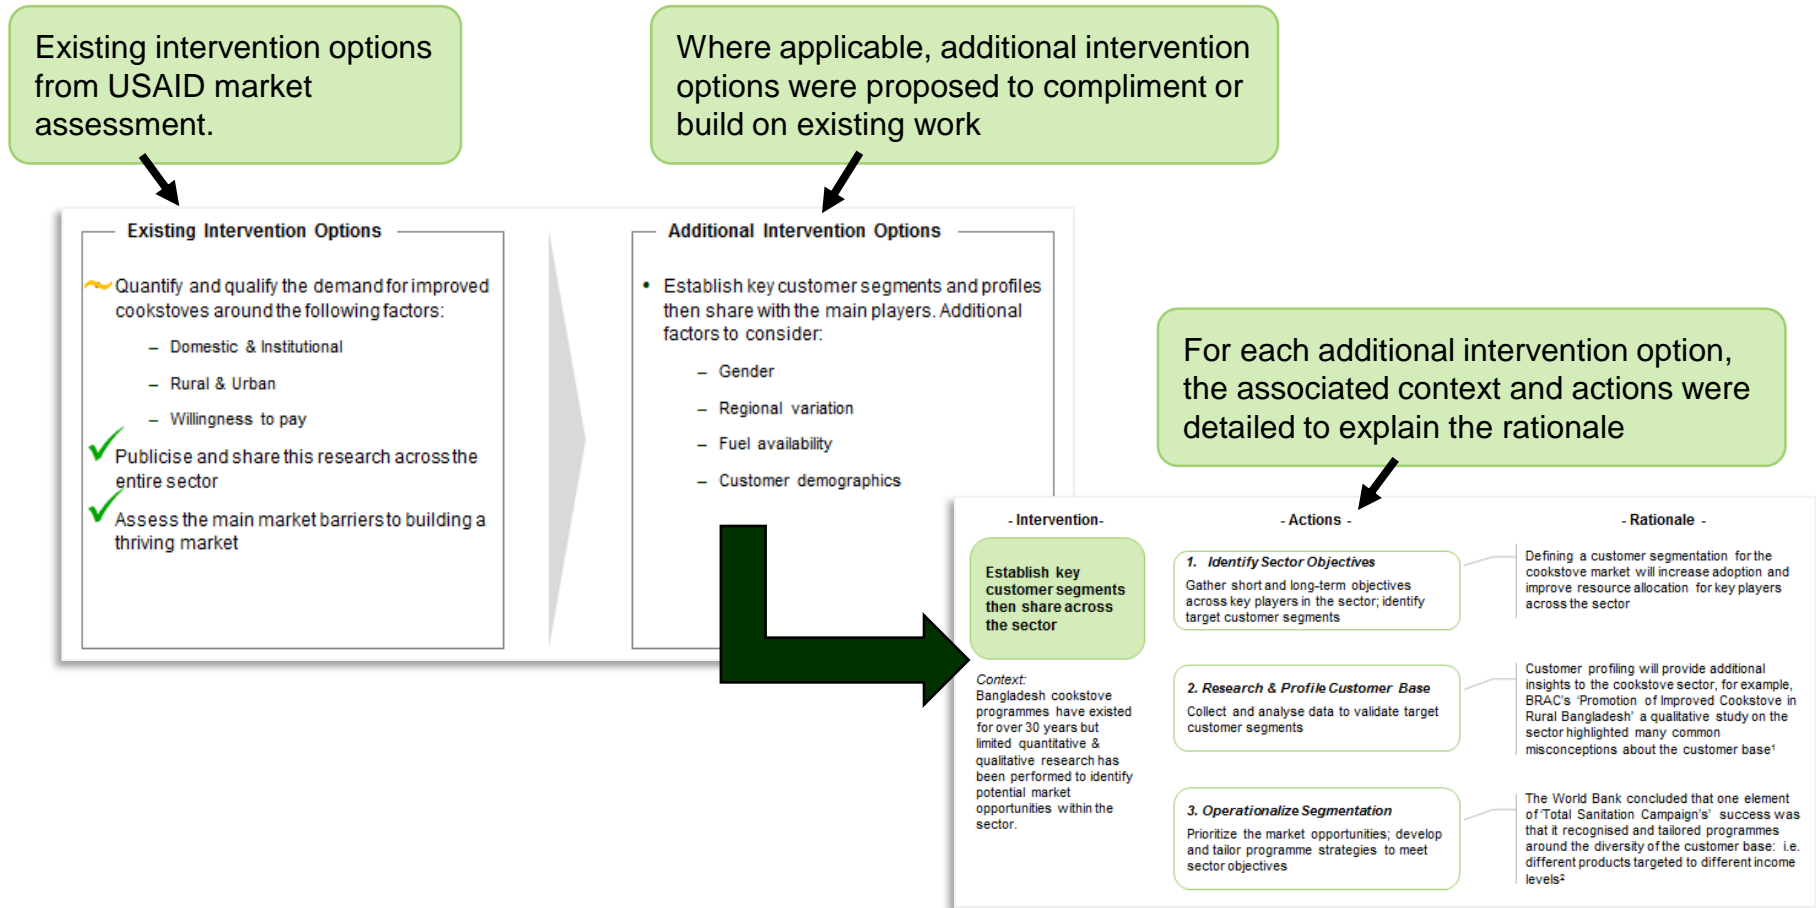 Existing intervention options
from USAID market
assessment.
Where applicable, additional intervention
options were proposed to compliment or
build on existing work
Existing Intervention Options
Quantify and qualify the demand for improved
cookstoves around the following factors:
– Domestic & Institutional
– Rural & Urban
– Willingness to pay
Publicise and share this research across the
entire sector
Assess the main market barriers to building a
thriving market
Additional Intervention Options
• Establish key customer segments and profiles
then share with the main players. Additional
factors to consider:
– Gender
– Regional variation
– Fuel availability
– Customer demographics
For each additional intervention option,
the associated context and actions were
detailed to explain the rationale
- Intervention-
Establish key
customer segments
then share across
the sector
Context:
Bangladesh cookstove
programmes have existed
for over 30 years but
limited quantitative &
qualitative research has
been performed to identify
potential market
opportunities within the
sector.
- Actions -
1. Identify Sector Objectives
Gather short and long-term objectives
across key players in the sector; identify
target customer segments
2. Research & Profile Customer Base
Collect and analyse data to validate target
customer segments
3. Operationalize Segmentation
Prioritize the market opportunities; develop
and tailor programme strategies to meet
sector objectives
- Rationale -
Defining a customer segmentation for the
cookstove market will increase adoption and
improve resource allocation for key players
across the sector
Customer profiling will provide additional
insights to the cookstove sector, for example,
BRAC's 'Promotion of Improved Cookstove in
Rural Bangladesh' a qualitative study on the
sector highlighted many common
misconceptions about the customer base¹
The World Bank concluded that one element
of 'Total Sanitation Campaign's' success was
that it recognised and tailored programmes
around the diversity of the customer base: i.e.
different products targeted to different income
levels²